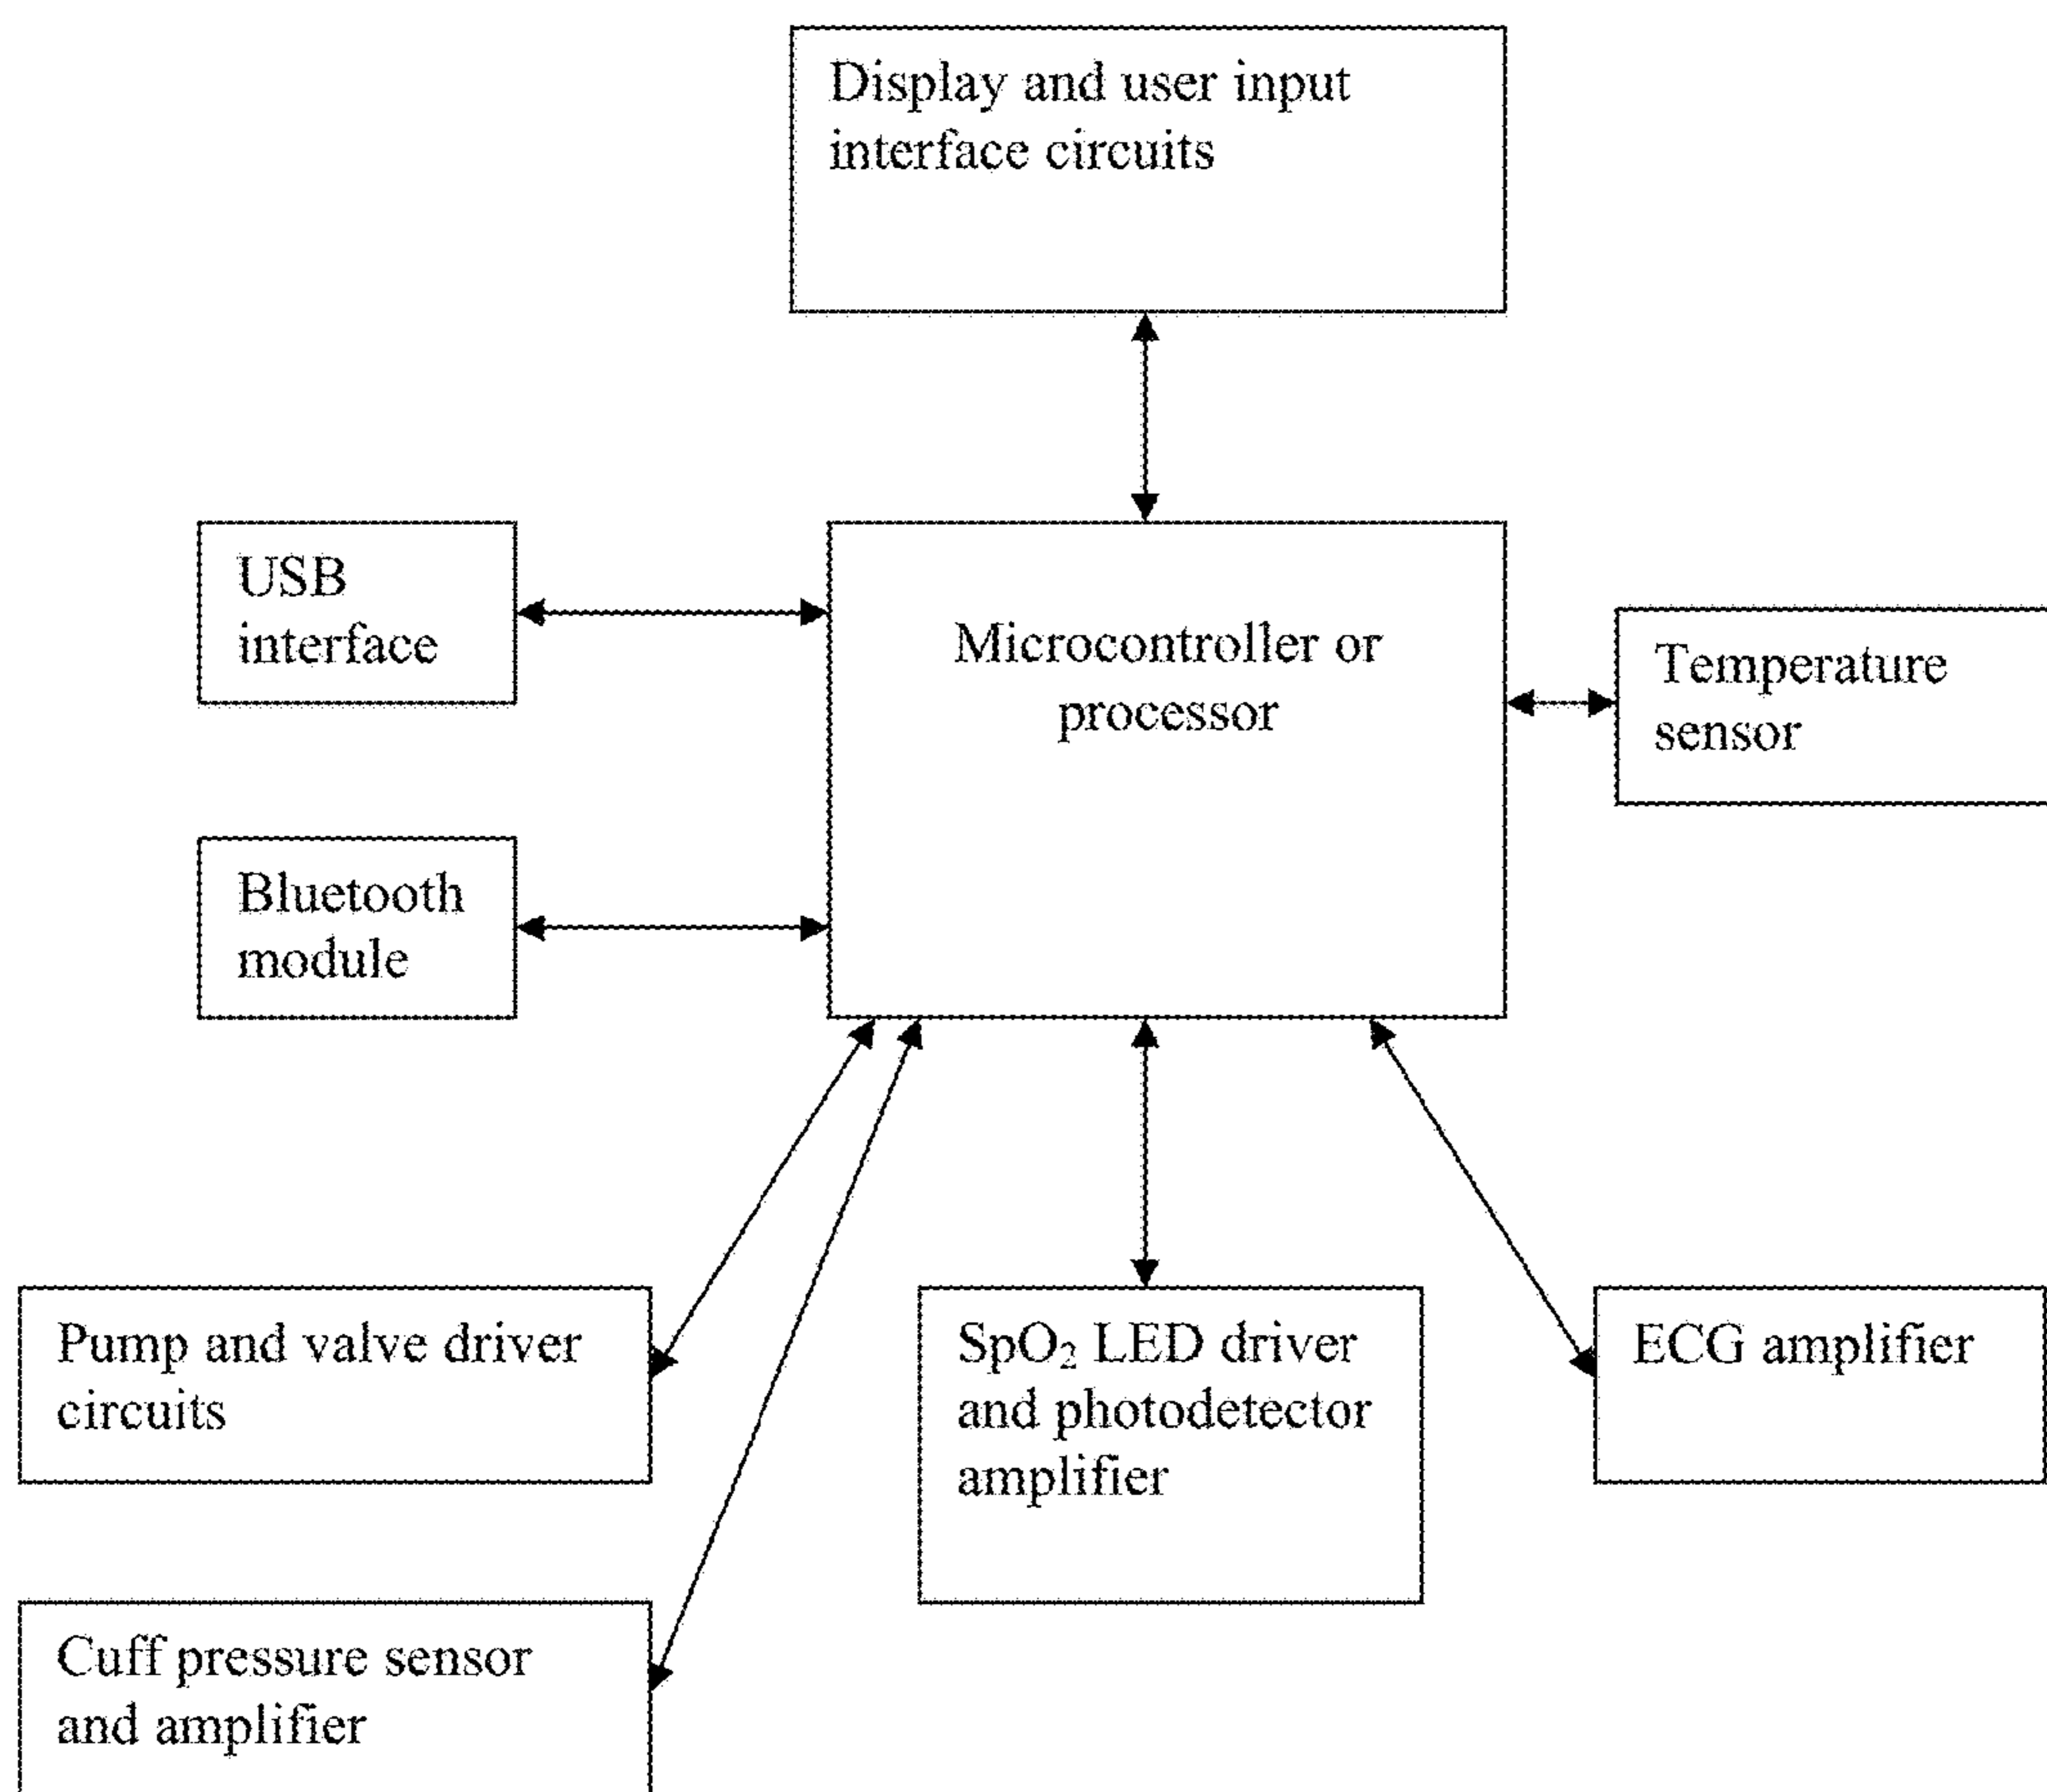 Display and user input
interface circuits
USB
interface
Microcontroller or
processor
Temperature
sensor
Bluetooth
module
Pump and valve driver
circuits
SpO₂ LED driver
and photodetector
amplifier
ECG amplifier
Cuff pressure sensor
and amplifier